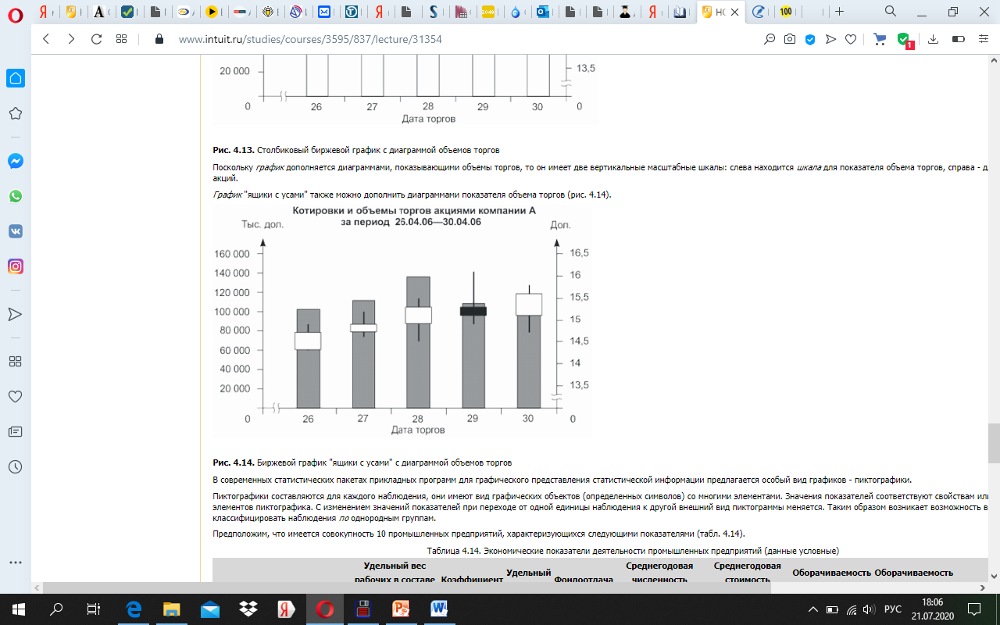 www.intuit.ru/studies/courses/3595/837/lecture/31354
20 000
13,5
0
26
27
28
29
30
0
Дата торгов
Рис. 4.13. Столбиковый биржевой график с диаграммой объемов торгов
Поскольку график дополняется диаграммами, показывающими объемы торгов, то он имеет две вертикальные масштабные шкалы: слева находится шкала для показателя объема торгов, справа - д
акций.
График "ящики с усами" также можно дополнить диаграммами показателя объема торгов (рис. 4.14).
Котировки и объемы торгов акциями компании А
за период 26.04.06—30.04.06
Тыс. дол.
Дол.
160 000
140 000
120 000
100 000
80 000
60 000
40 000
20 000
0
16,5
16
15,5
15
14,5
14
13,5
0
26
27
28
29
30
Дата торгов
Рис. 4.14. Биржевой график "ящики с усами" с диаграммой объемов торгов
В современных статистических пакетах прикладных программ для графического представления статистической информации предлагается особый вид графиков - пиктографики.
Пиктографики составляются для каждого наблюдения, они имеют вид графических объектов (определенных символов) со многими элементами. Значения показателей соответствуют свойствам или
элементов пиктографика. С изменением значений показателей при переходе от одной единицы наблюдения к другой внешний вид пиктограммы меняется. Таким образом возникает возможность в
классифицировать наблюдения по однородным группам.
Предположим, что имеется совокупность 10 промышленных предприятий, характеризующихся следующими показателями (табл. 4.14).
Таблица 4.14. Экономические показатели деятельности промышленных предприятий (данные условные)
Удельный вес
рабочих в составе
Коэффициент
Удельный
Фондоотдача
Среднегодовая
численность
Среднегодовая
стоимость
Оборачиваемость
Оборачиваемость
РУС
18:06
21.07.2020